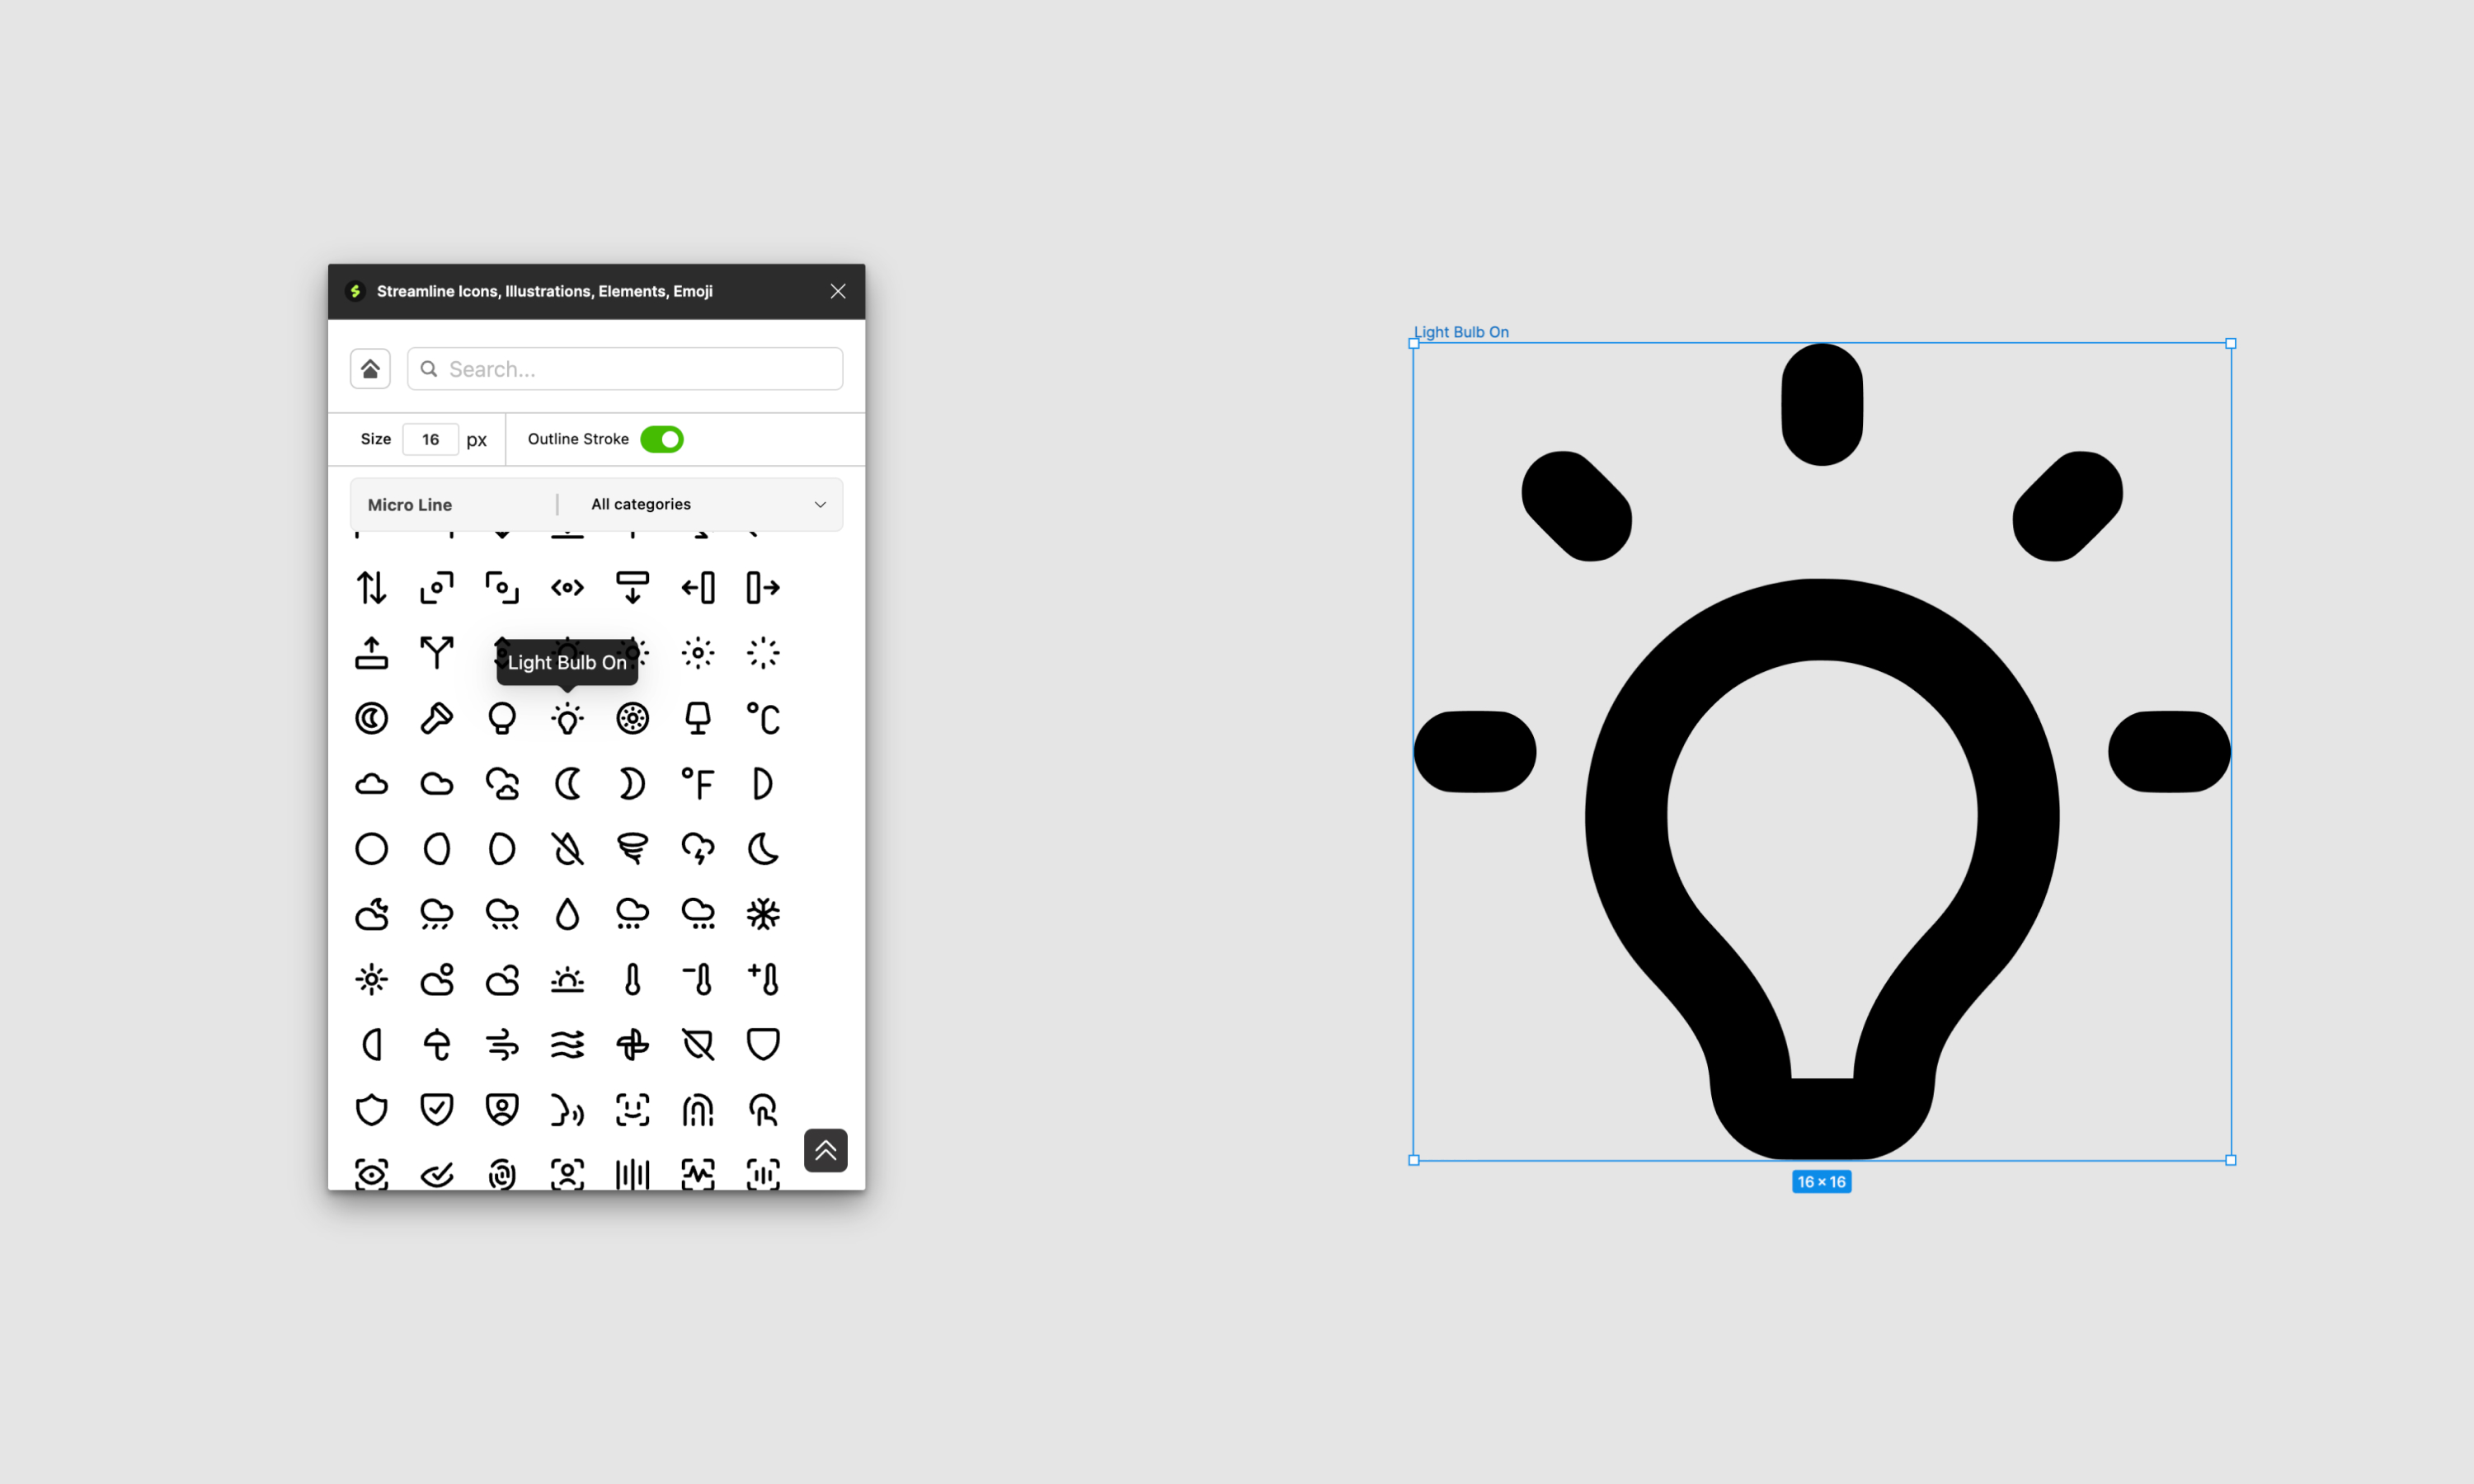 Streamline Icons, Illustrations, Elements, Emoji
Search...
Size 16 px Outline Stroke
Micro Line | All categories
Light Bulb On
°C
°F
Light Bulb On
16 × 16